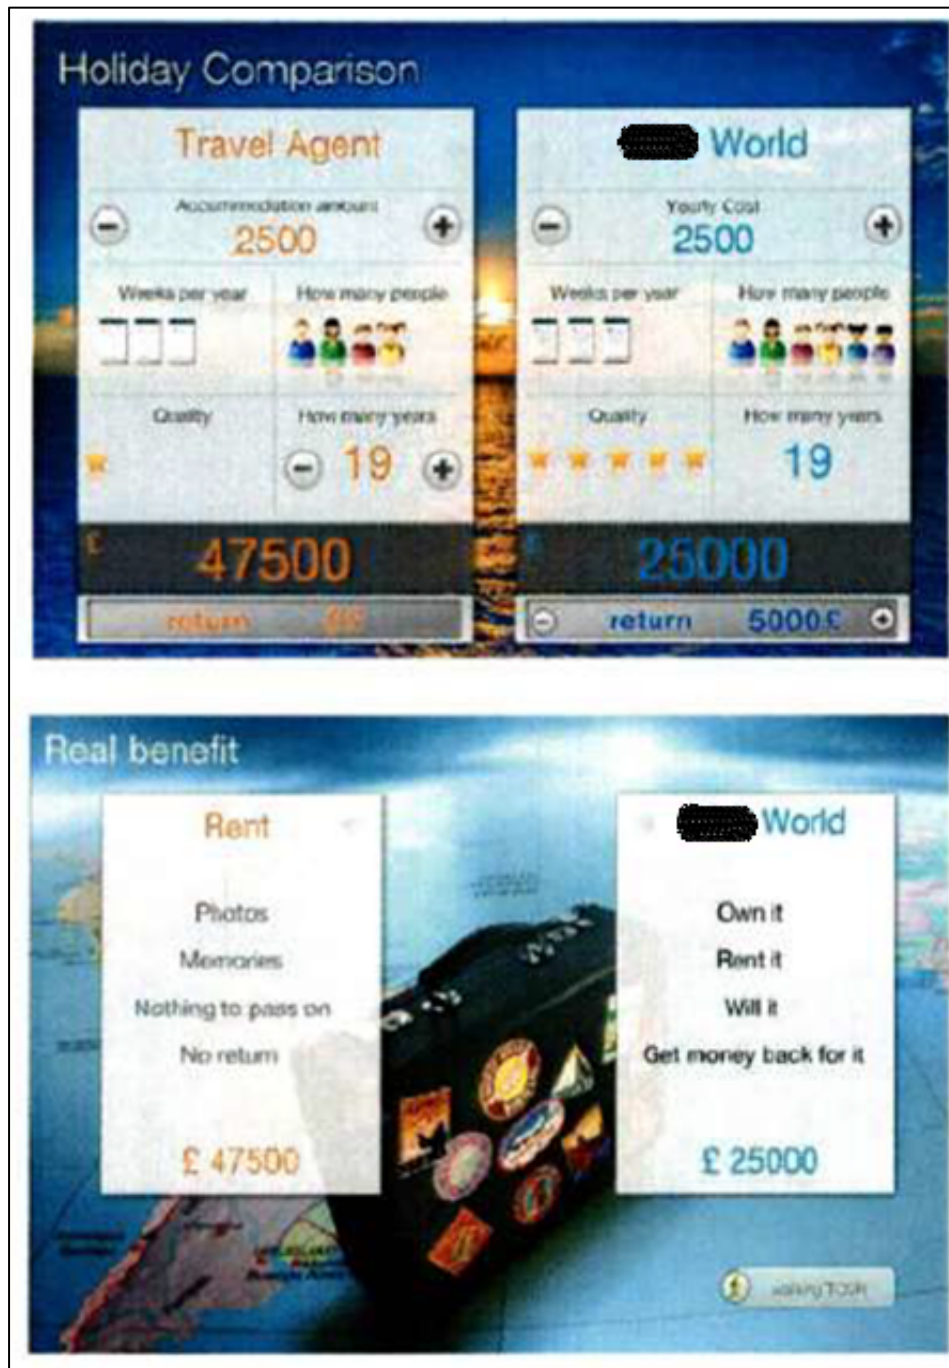 Holiday Comparison
Travel Agent
Accommodation amount
2500
Weeks per year
How many people
Quality
How many years
19
£
47500
return
World
Yearly Cost
2500
Weeks per year
How many people
Quality
How many years
19
£
25000
return 5000£
Real benefit
Rent
Photos
Memories
Nothing to pass on
No return
£ 47500
World
Own it
Rent it
Will it
Get money back for it
£ 25000
walking TOUR